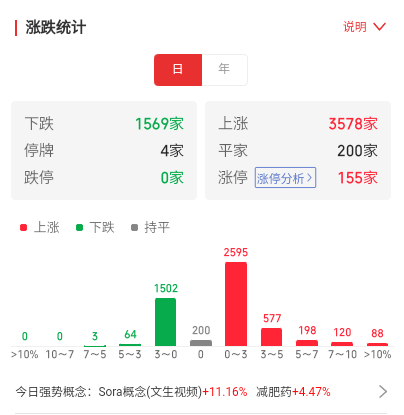 涨跌统计 说明
日 年
下跌 1569家 上涨 3578家
停牌 4家 平家 200家
跌停 0家 涨停 涨停分析 155家
上涨 下跌 持平
0 0 3 64 1502 200 2595 577 198 120 88
>10% 10～7 7～5 5～3 3～0 0 0～3 3～5 5～7 7～10 >10%
今日强势概念：Sora概念(文生视频)+11.16% 减肥药+4.47%